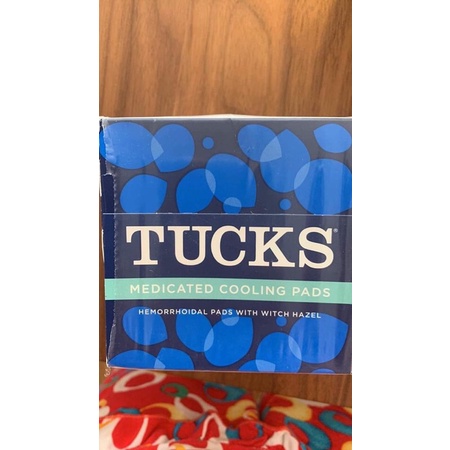 TUCKS®
MEDICATED COOLING PADS
HEMORRHOIDAL PADS WITH WITCH HAZEL